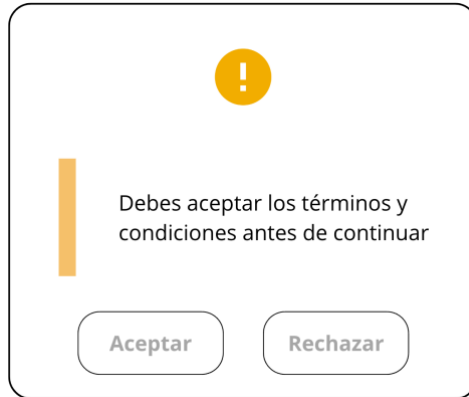 Debes aceptar los términos y
condiciones antes de continuar
Aceptar
Rechazar